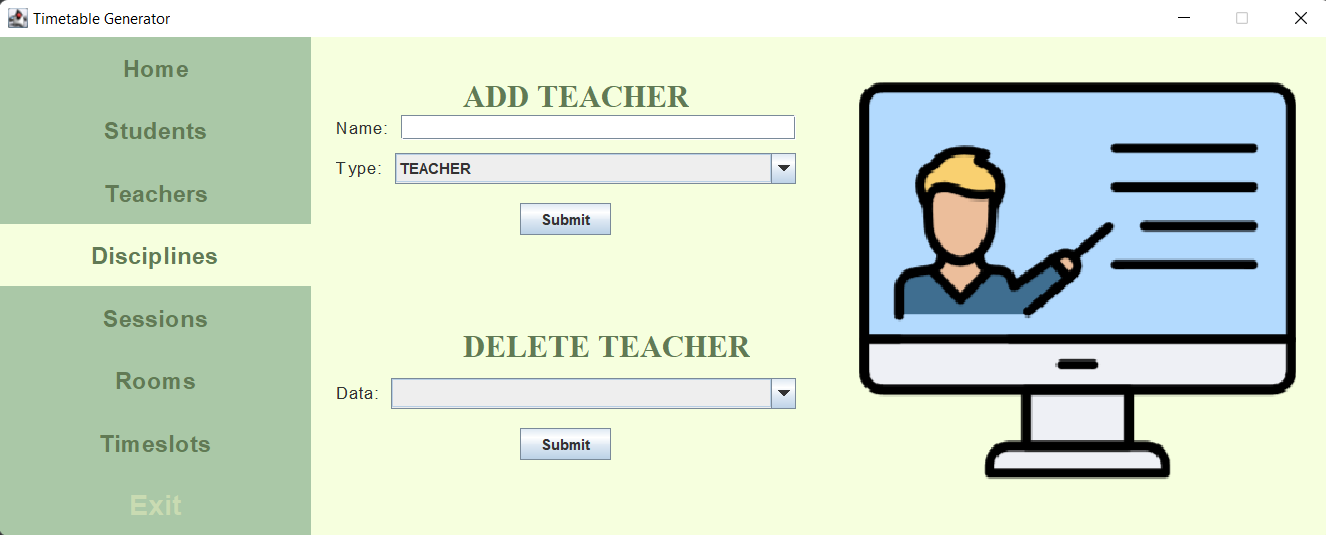 Timetable Generator
Home
Students
Teachers
Disciplines
Sessions
Rooms
Timeslots
Exit
ADD TEACHER
Name:
Type: TEACHER
Submit
DELETE TEACHER
Data:
Submit